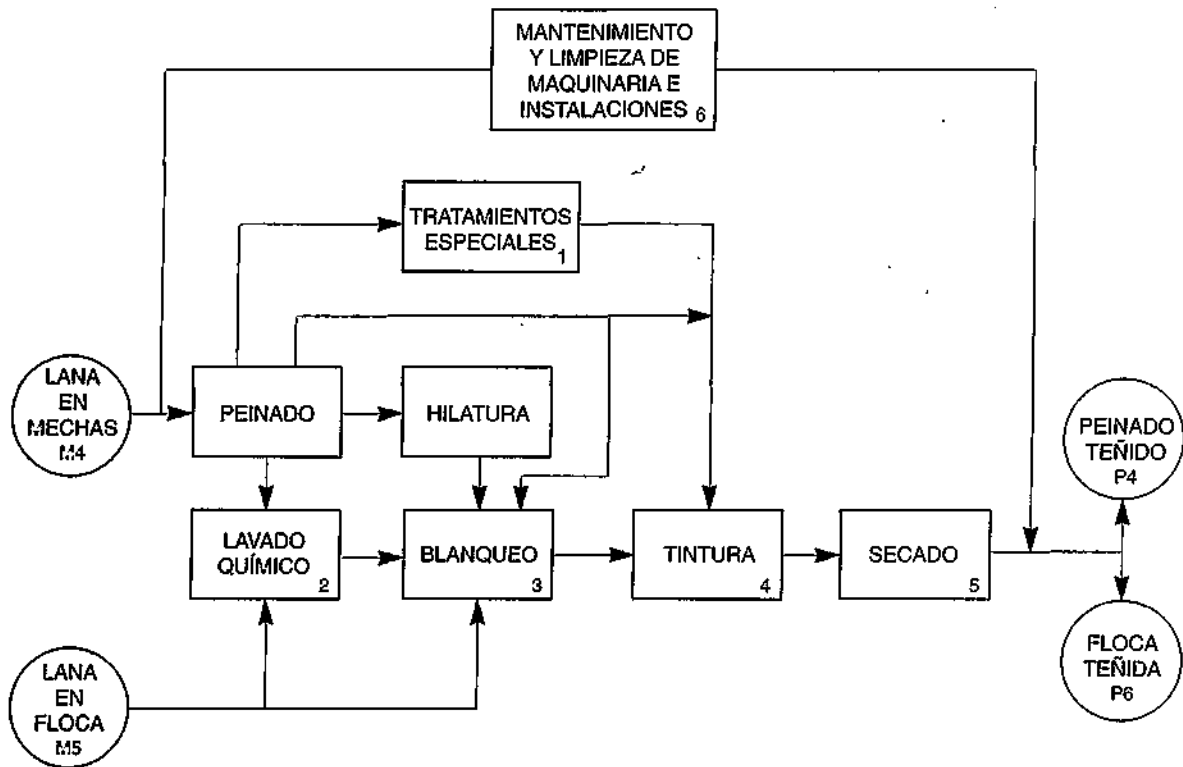 MANTENIMIENTO
Y LIMPIEZA DE
MAQUINARIA E
INSTALACIONES 6
TRATAMIENTOS
ESPECIALES 1
LANA
EN
MECHAS
M4
PEINADO
HILATURA
PEINADO
TEÑIDO
P4
LAVADO
QUÍMICO 2
BLANQUEO
3
TINTURA
4
SECADO
5
LANA
EN
FLOCA
M5
FLOCA
TEÑIDA
P6